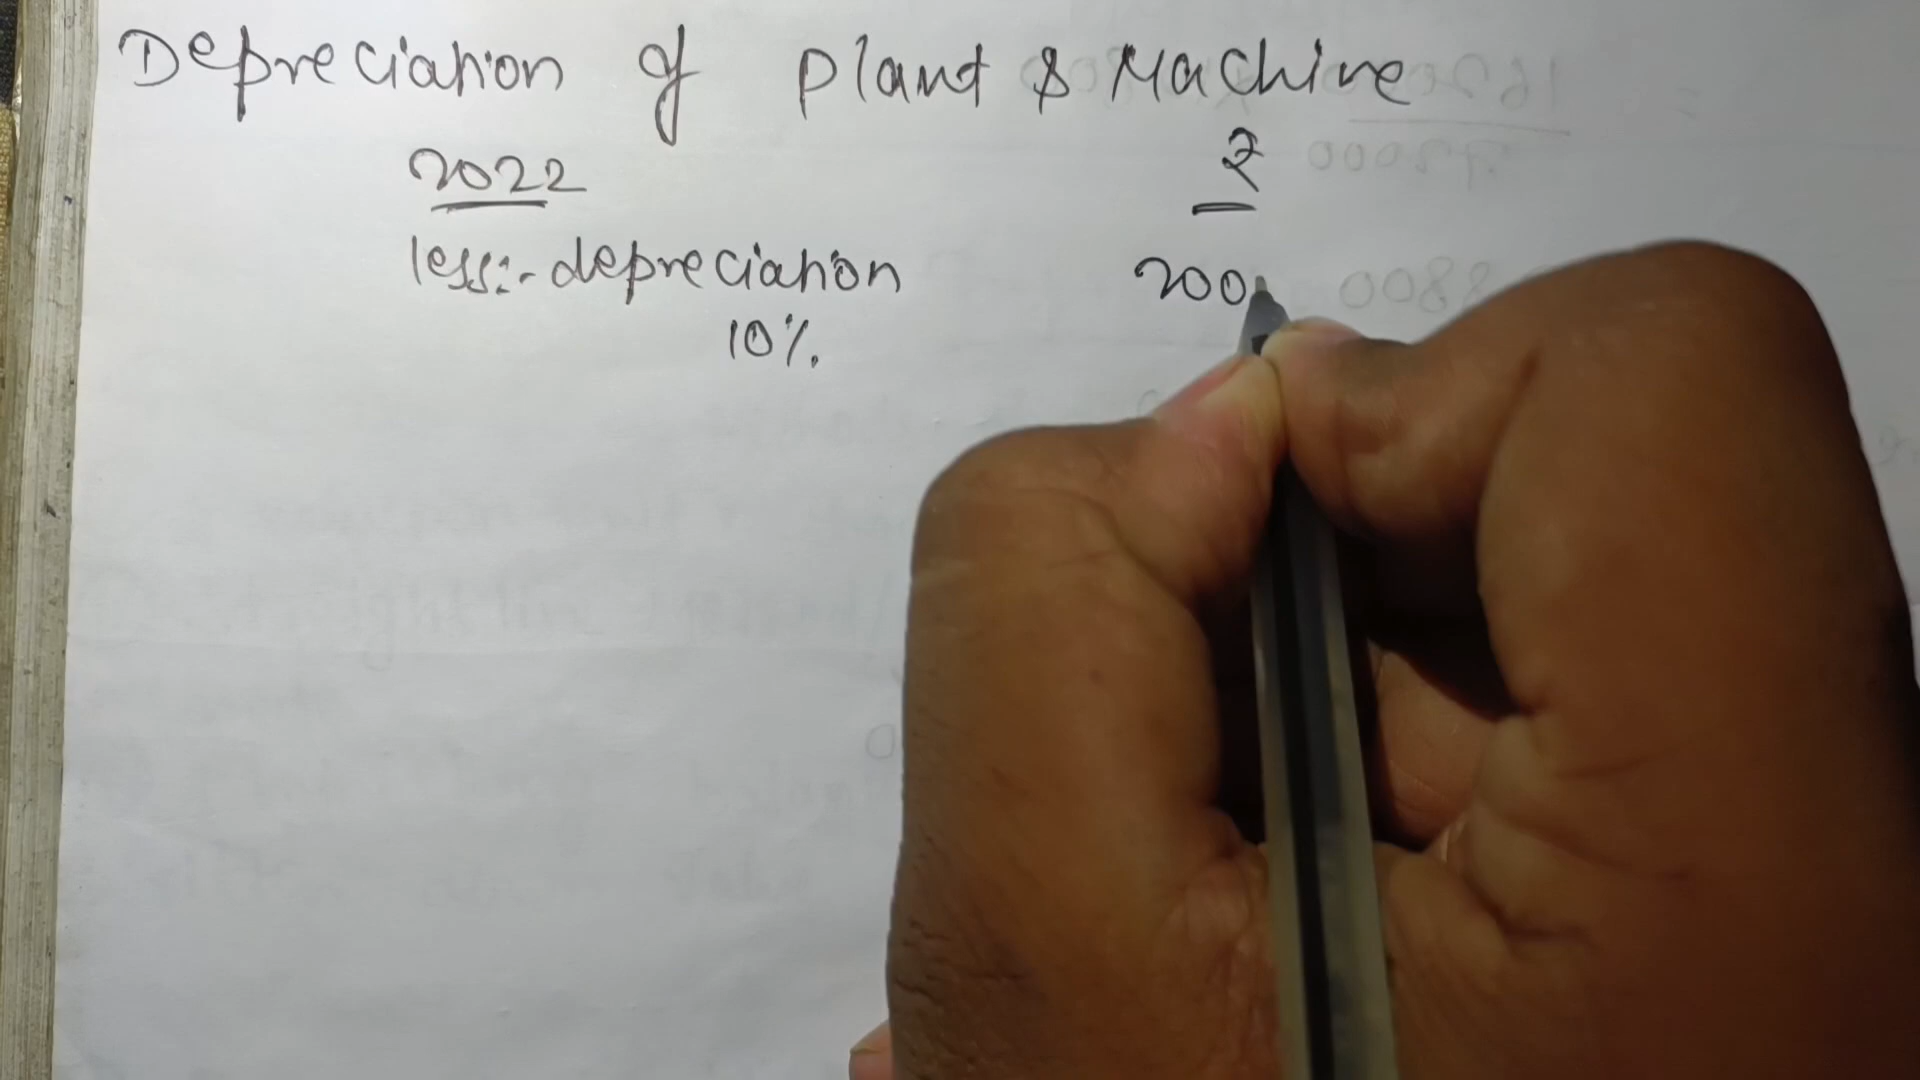 Depreciation of Plant & Machine
2022 ₹
less:- depreciation 200
10%.